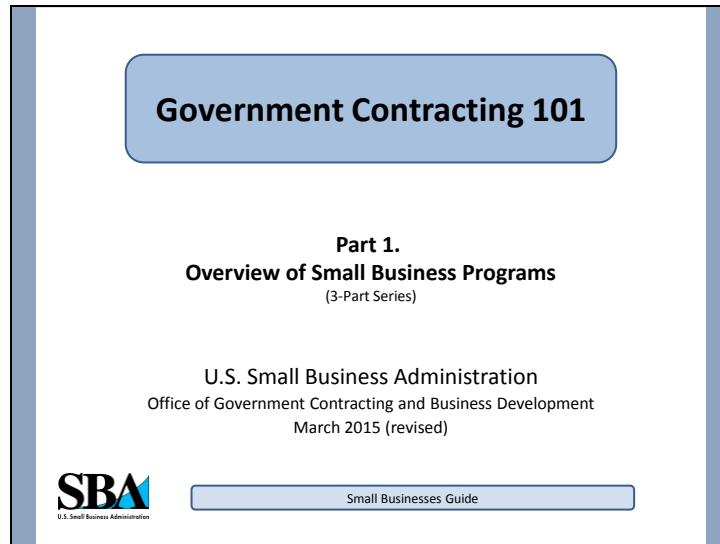 Government Contracting 101
Part 1.
Overview of Small Business Programs
(3-Part Series)
U.S. Small Business Administration
Office of Government Contracting and Business Development
March 2015 (revised)
SBA
U.S. Small Business Administration
Small Businesses Guide